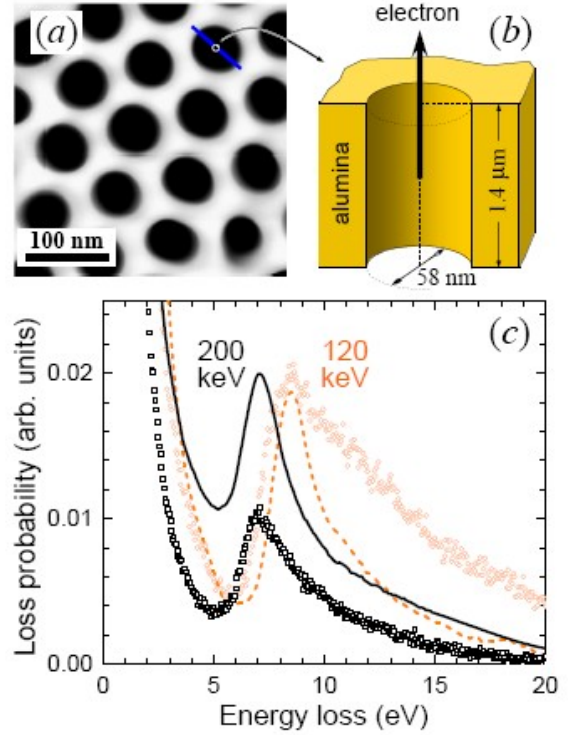 (a)
100 nm
electron
(b)
alumina
1.4 μm
58 nm
(c)
200
keV
120
keV
Loss probability (arb. units)
0.02
0.01
0.00
0 5 10 15 20
Energy loss (eV)